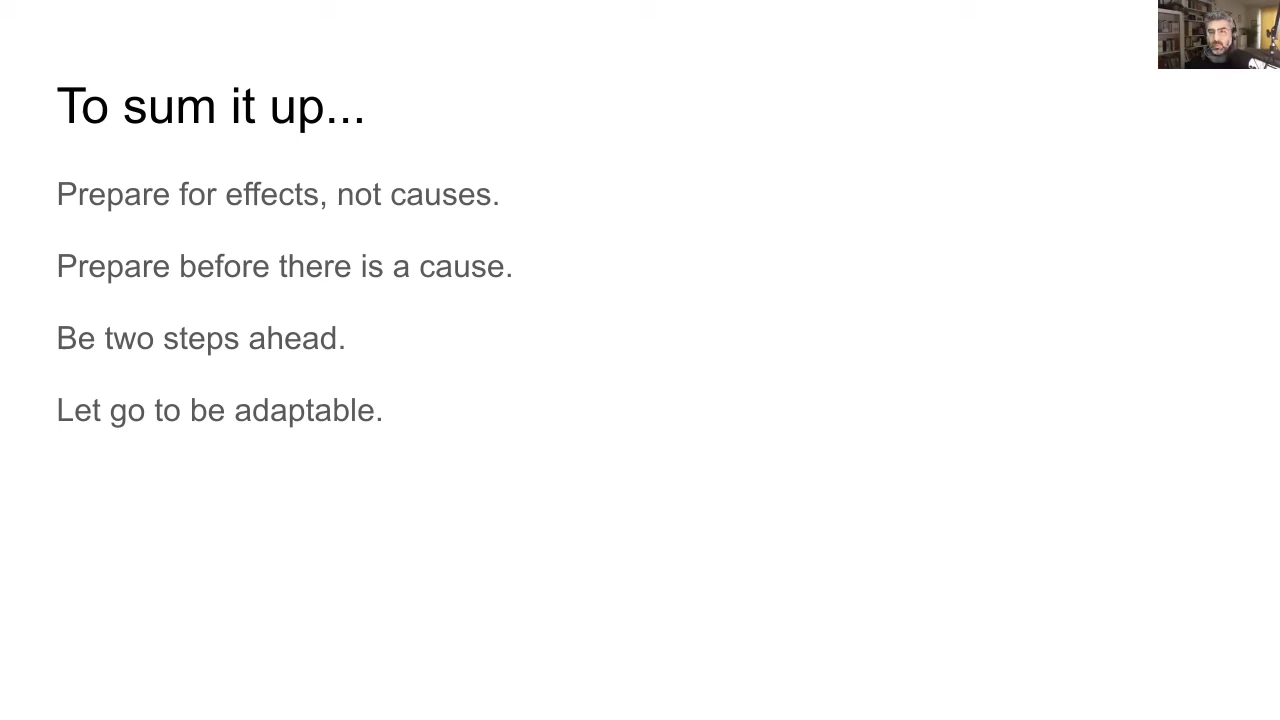 To sum it up...
Prepare for effects, not causes.
Prepare before there is a cause.
Be two steps ahead.
Let go to be adaptable.